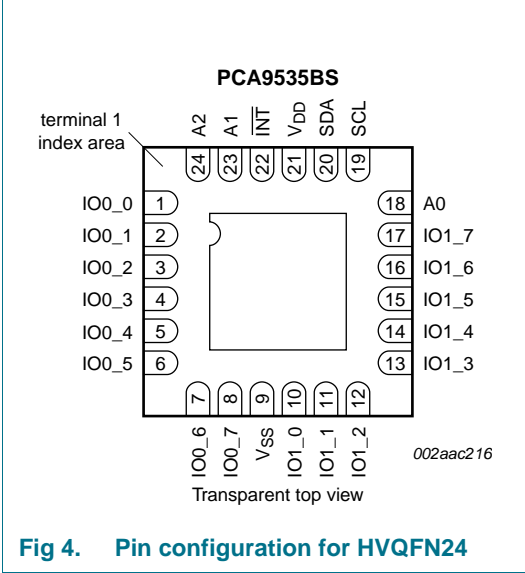 PCA9535BS
terminal 1
index area
A2
A1
INT
VDD
SDA
SCL
24
23
22
21
20
19
IO0_0 1
IO0_1 2
IO0_2 3
IO0_3 4
IO0_4 5
IO0_5 6
18 A0
17 IO1_7
16 IO1_6
15 IO1_5
14 IO1_4
13 IO1_3
7
8
9
10
11
12
IO0_6
IO0_7
VSS
IO1_0
IO1_1
IO1_2
002aac216
Transparent top view
Fig 4. Pin configuration for HVQFN24